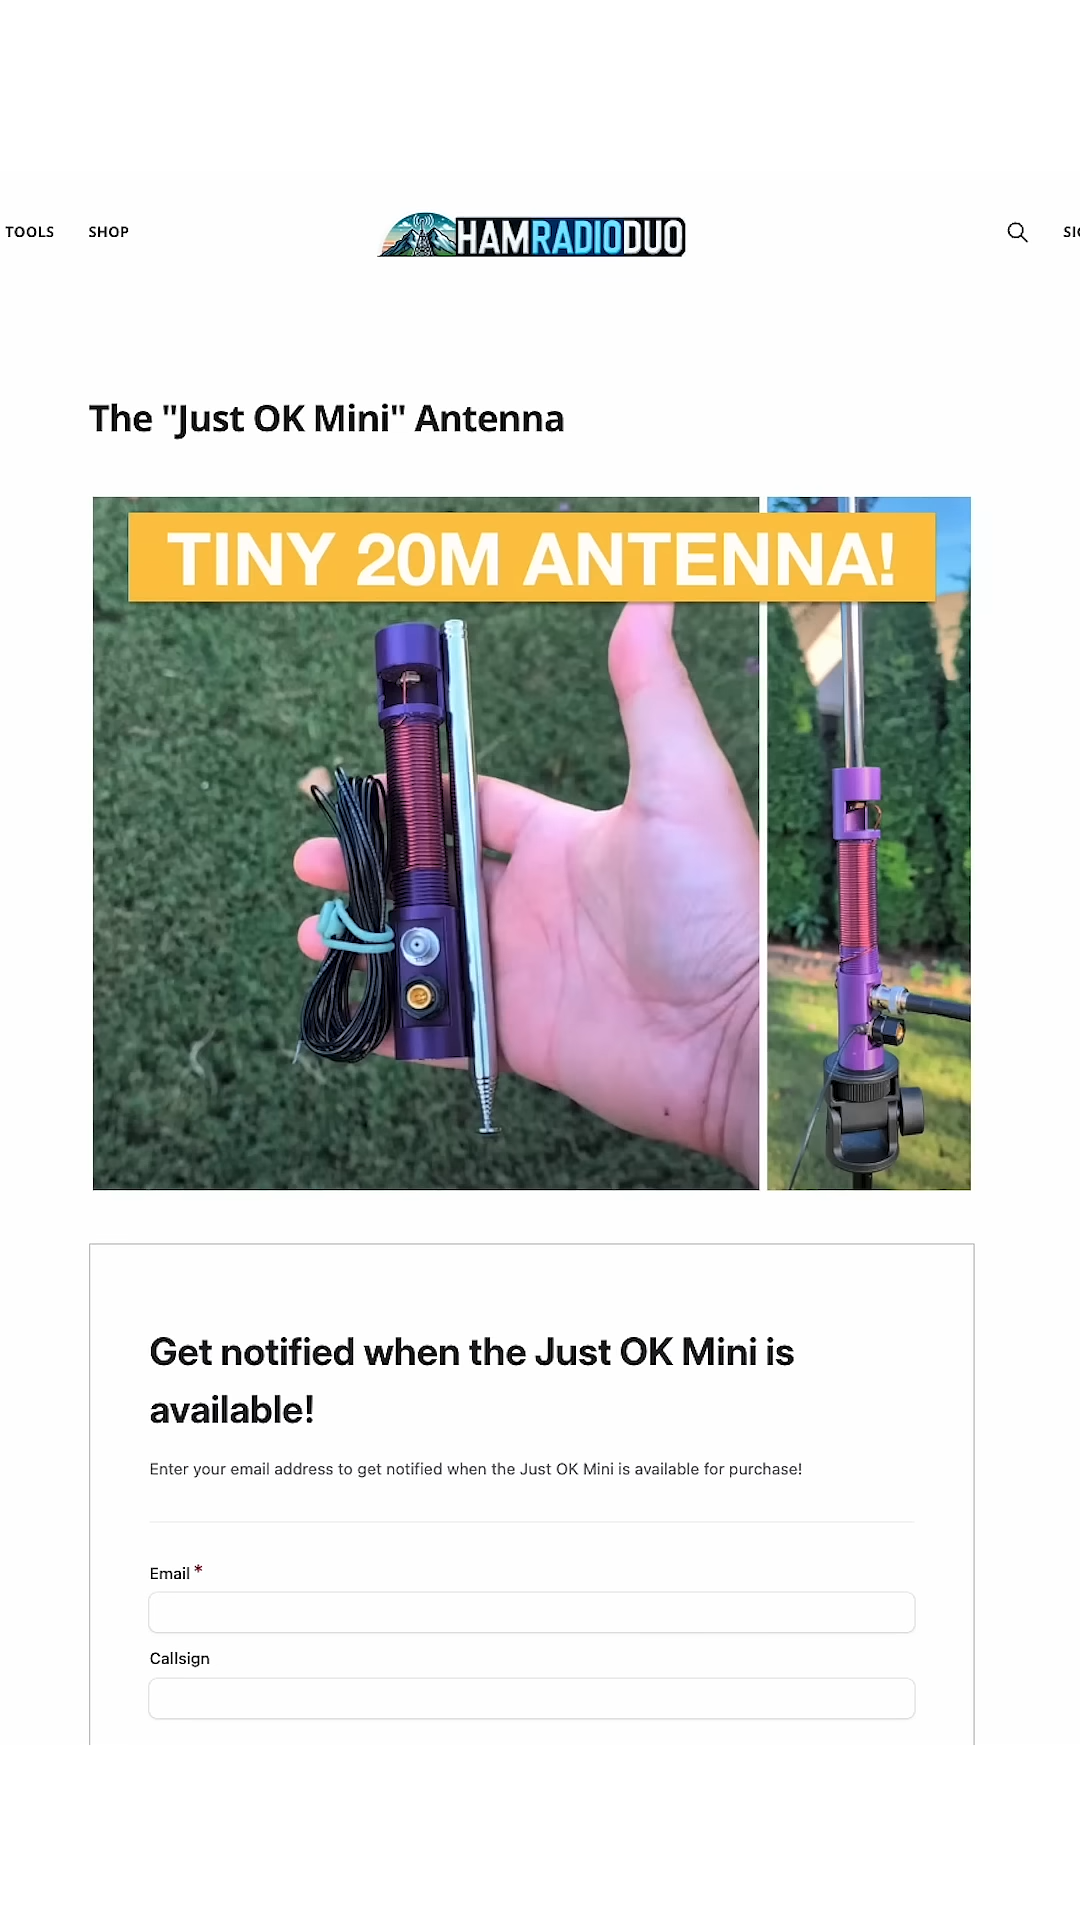 TOOLS
SHOP
HAMRADIODUO
The "Just OK Mini" Antenna
TINY 20M ANTENNA!
Get notified when the Just OK Mini is
available!
Enter your email address to get notified when the Just OK Mini is available for purchase!
Email *
Callsign